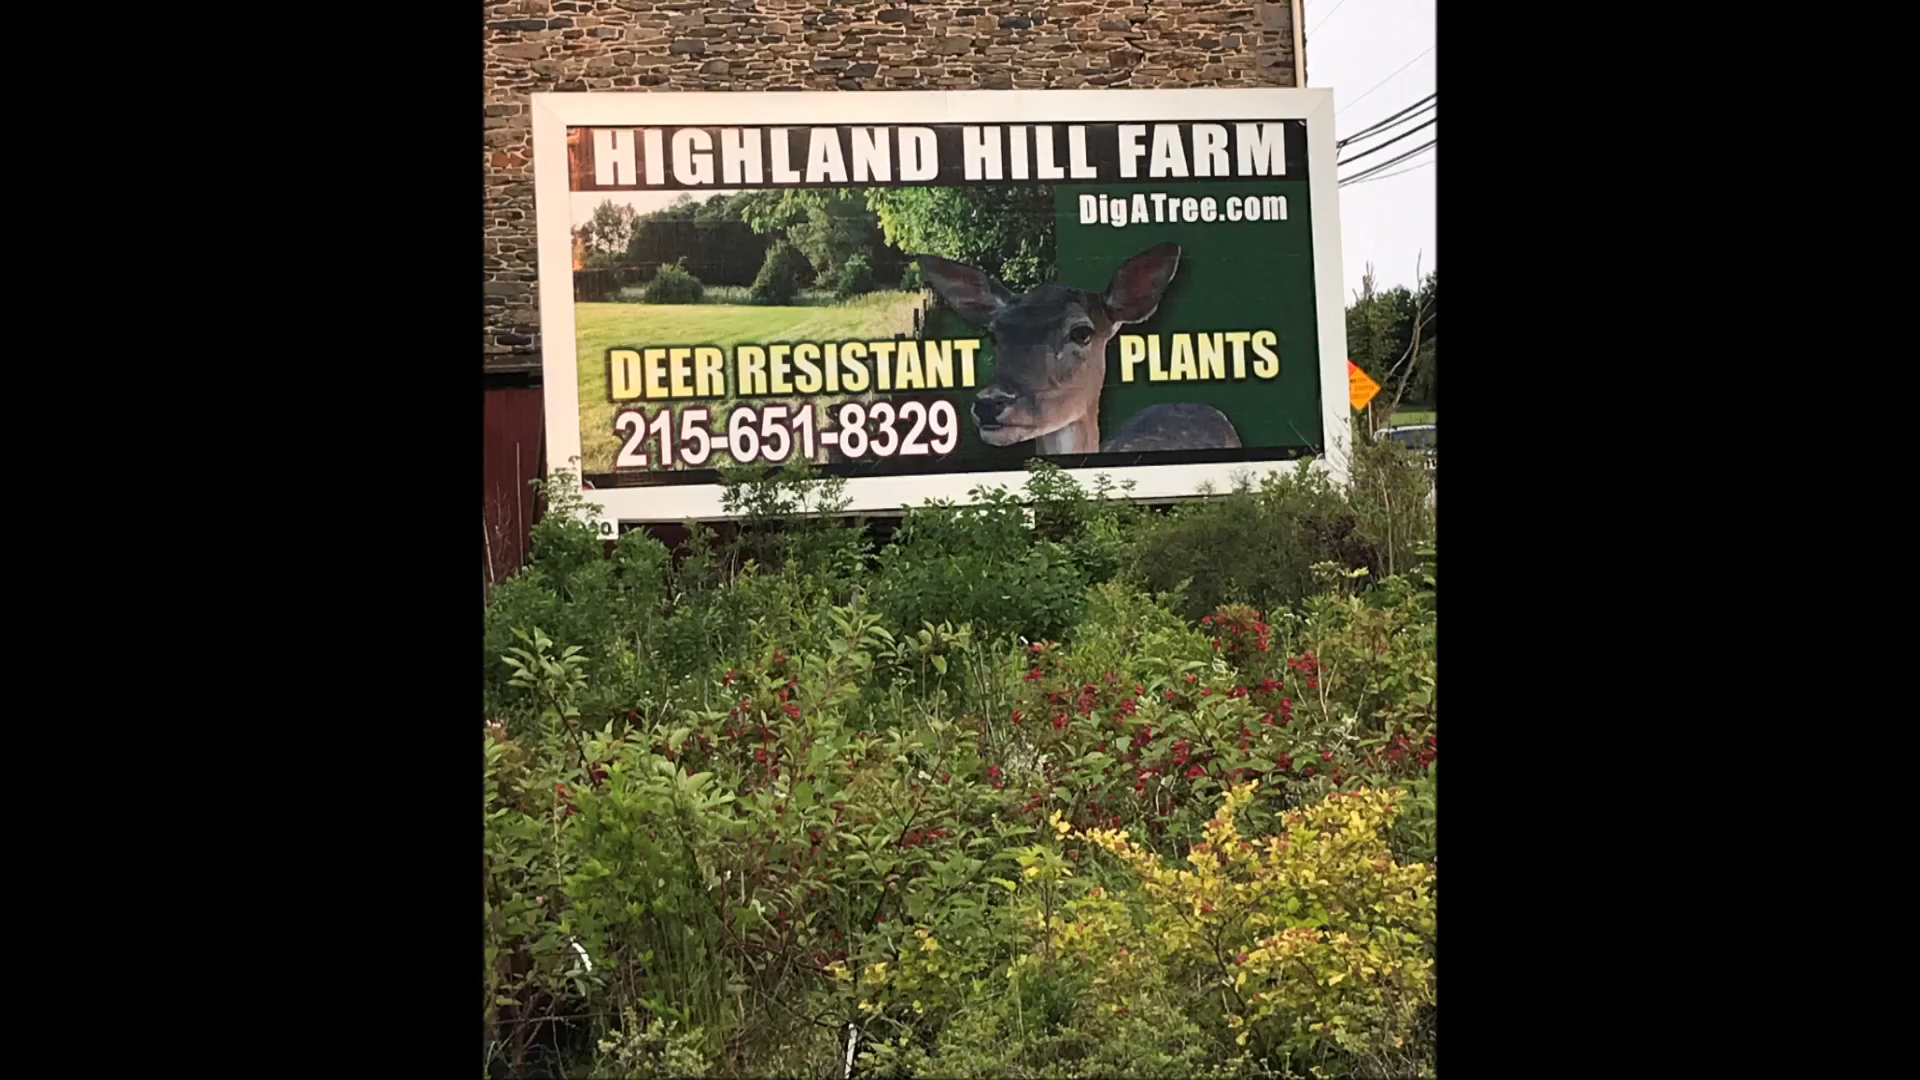 HIGHLAND HILL FARM
DigATree.com
DEER RESISTANT PLANTS
215-651-8329